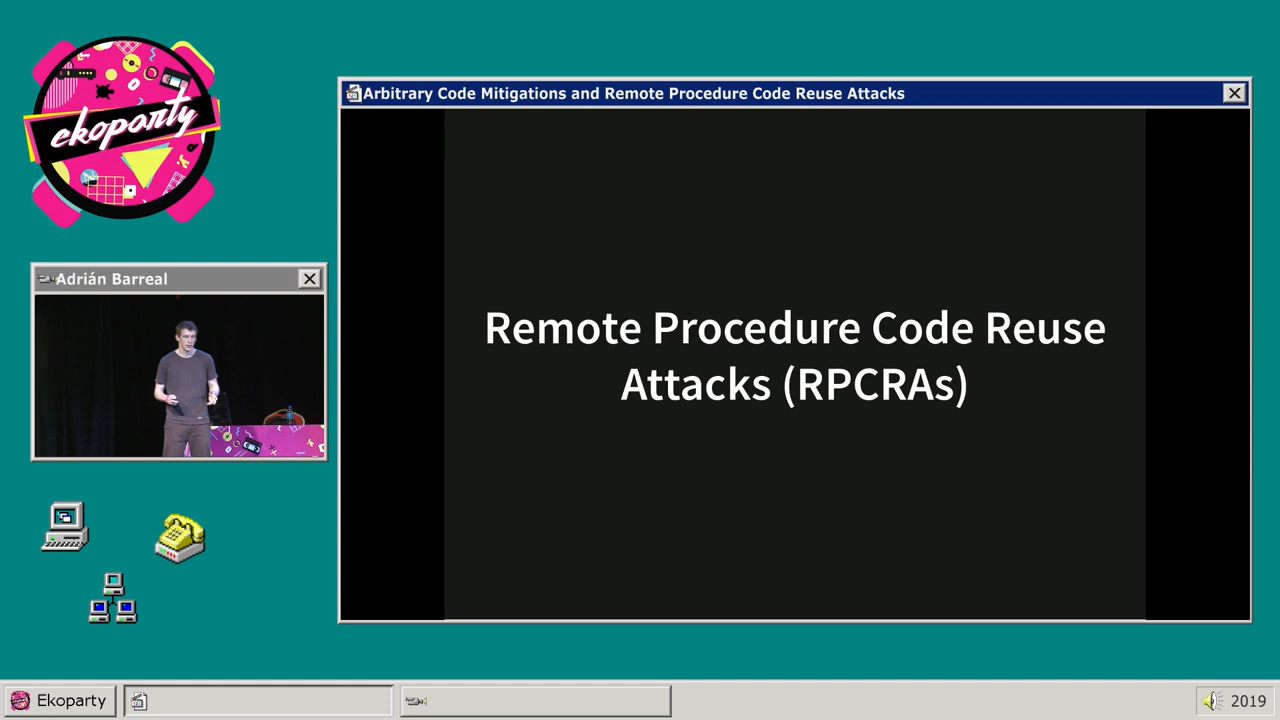 ekoparty
Arbitrary Code Mitigations and Remote Procedure Code Reuse Attacks
Adrián Barreal
Remote Procedure Code Reuse
Attacks (RPCRAs)
Ekoparty
2019